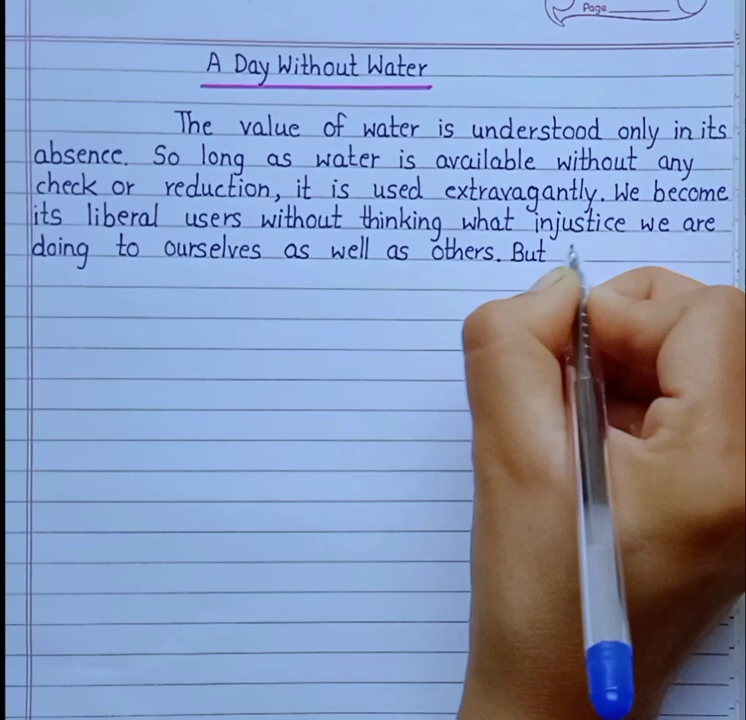 Page
A Day Without Water
The value of water is understood only in its
absence. So long as water is available without any
check or reduction, it is used extravagantly. We become
its liberal users without thinking what injustice we are
doing to ourselves as well as others. But